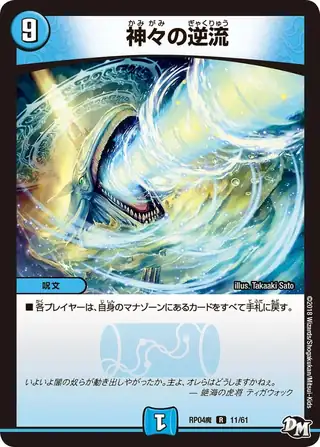 9
かみがみ ぎゃくりゅう
神々の逆流
illus. Takaaki Sato
呪文
■各プレイヤーは、自身のマナゾーンにあるカードをすべて手札に戻す。
いよいよ闇の奴らが動き出しやがったか。主よ、オレらはどうしますかねぇ。
— 絶海の虎将 ティガウォック
©2018 Wizards/Shogakukan/Mitsui-Kids
1
RP04魔 R 11/61
DM